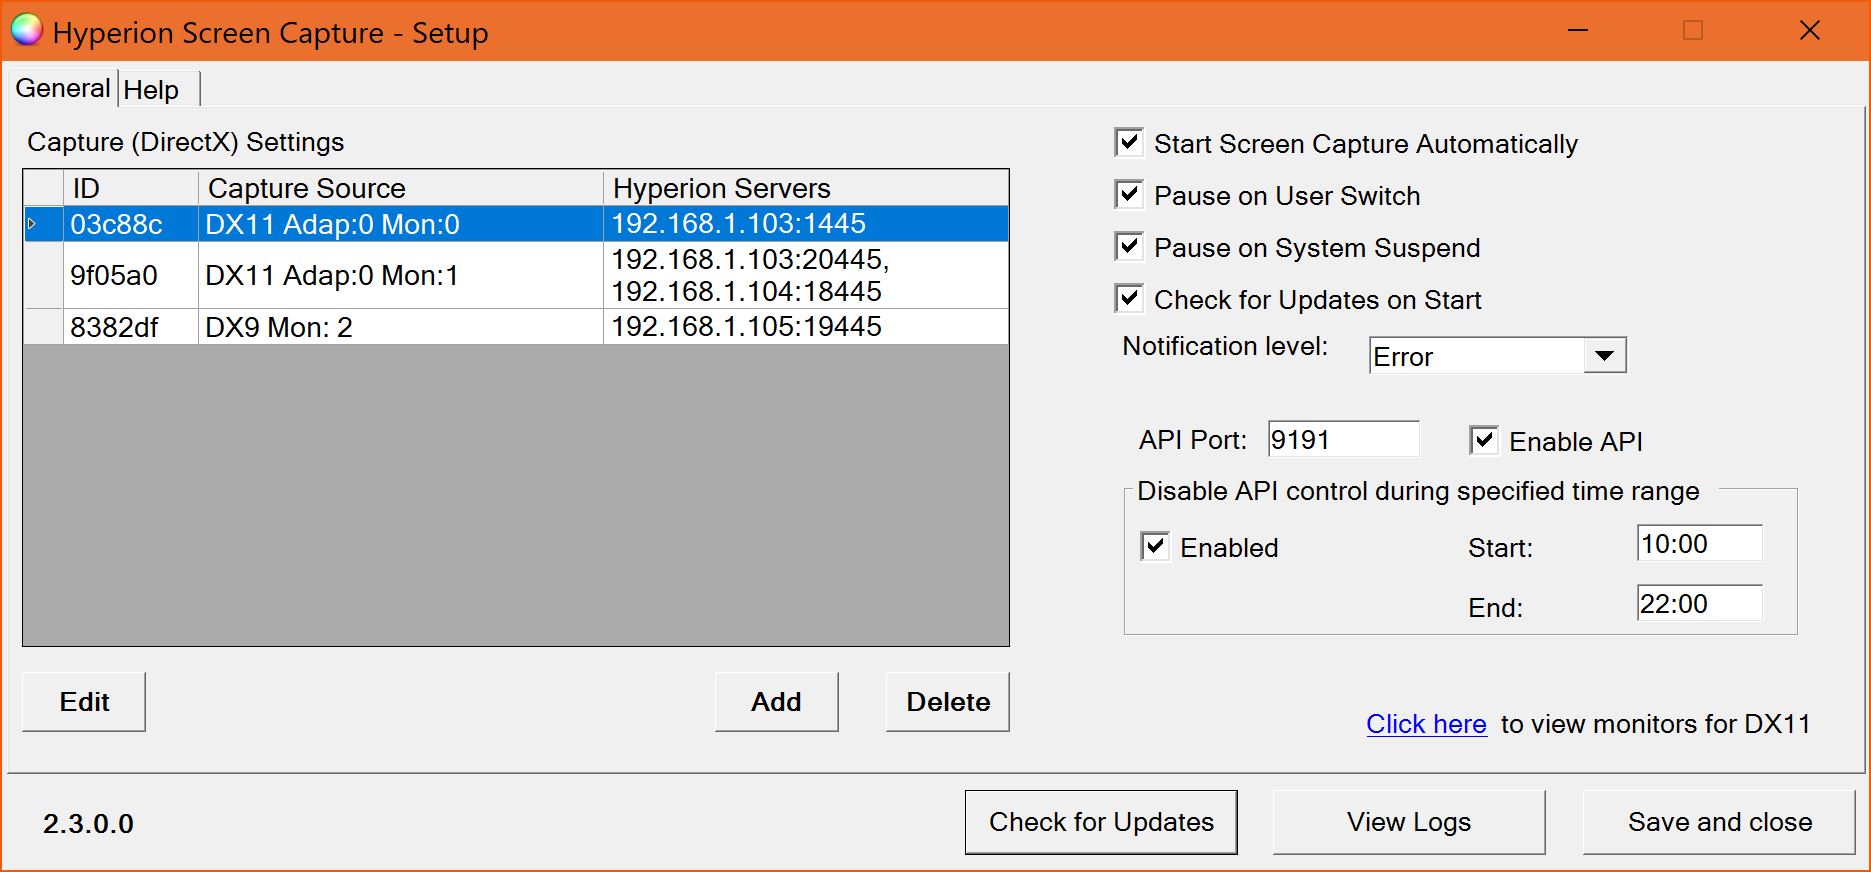 Hyperion Screen Capture - Setup
General Help
Capture (DirectX) Settings
ID Capture Source Hyperion Servers
03c88c DX11 Adap:0 Mon:0 192.168.1.103:1445
9f05a0 DX11 Adap:0 Mon:1 192.168.1.103:20445,
192.168.1.104:18445
8382df DX9 Mon: 2 192.168.1.105:19445
Edit Add Delete
Start Screen Capture Automatically
Pause on User Switch
Pause on System Suspend
Check for Updates on Start
Notification level: Error
API Port: 9191 Enable API
Disable API control during specified time range
Enabled Start: 10:00
End: 22:00
Click here to view monitors for DX11
2.3.0.0 Check for Updates View Logs Save and close